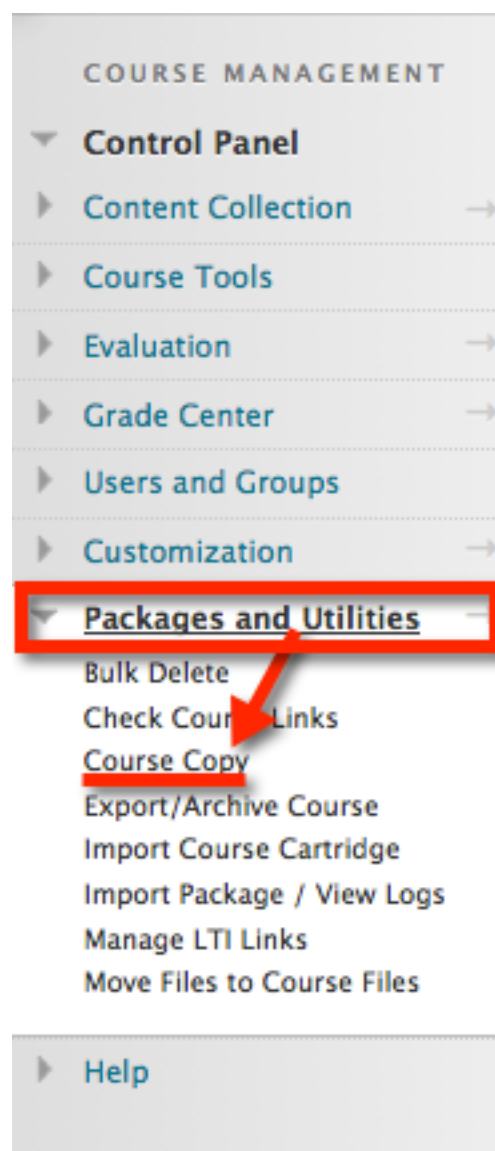 COURSE MANAGEMENT
Control Panel
Content Collection
Course Tools
Evaluation
Grade Center
Users and Groups
Customization
Packages and Utilities
Bulk Delete
Check Course Links
Course Copy
Export/Archive Course
Import Course Cartridge
Import Package / View Logs
Manage LTI Links
Move Files to Course Files
Help